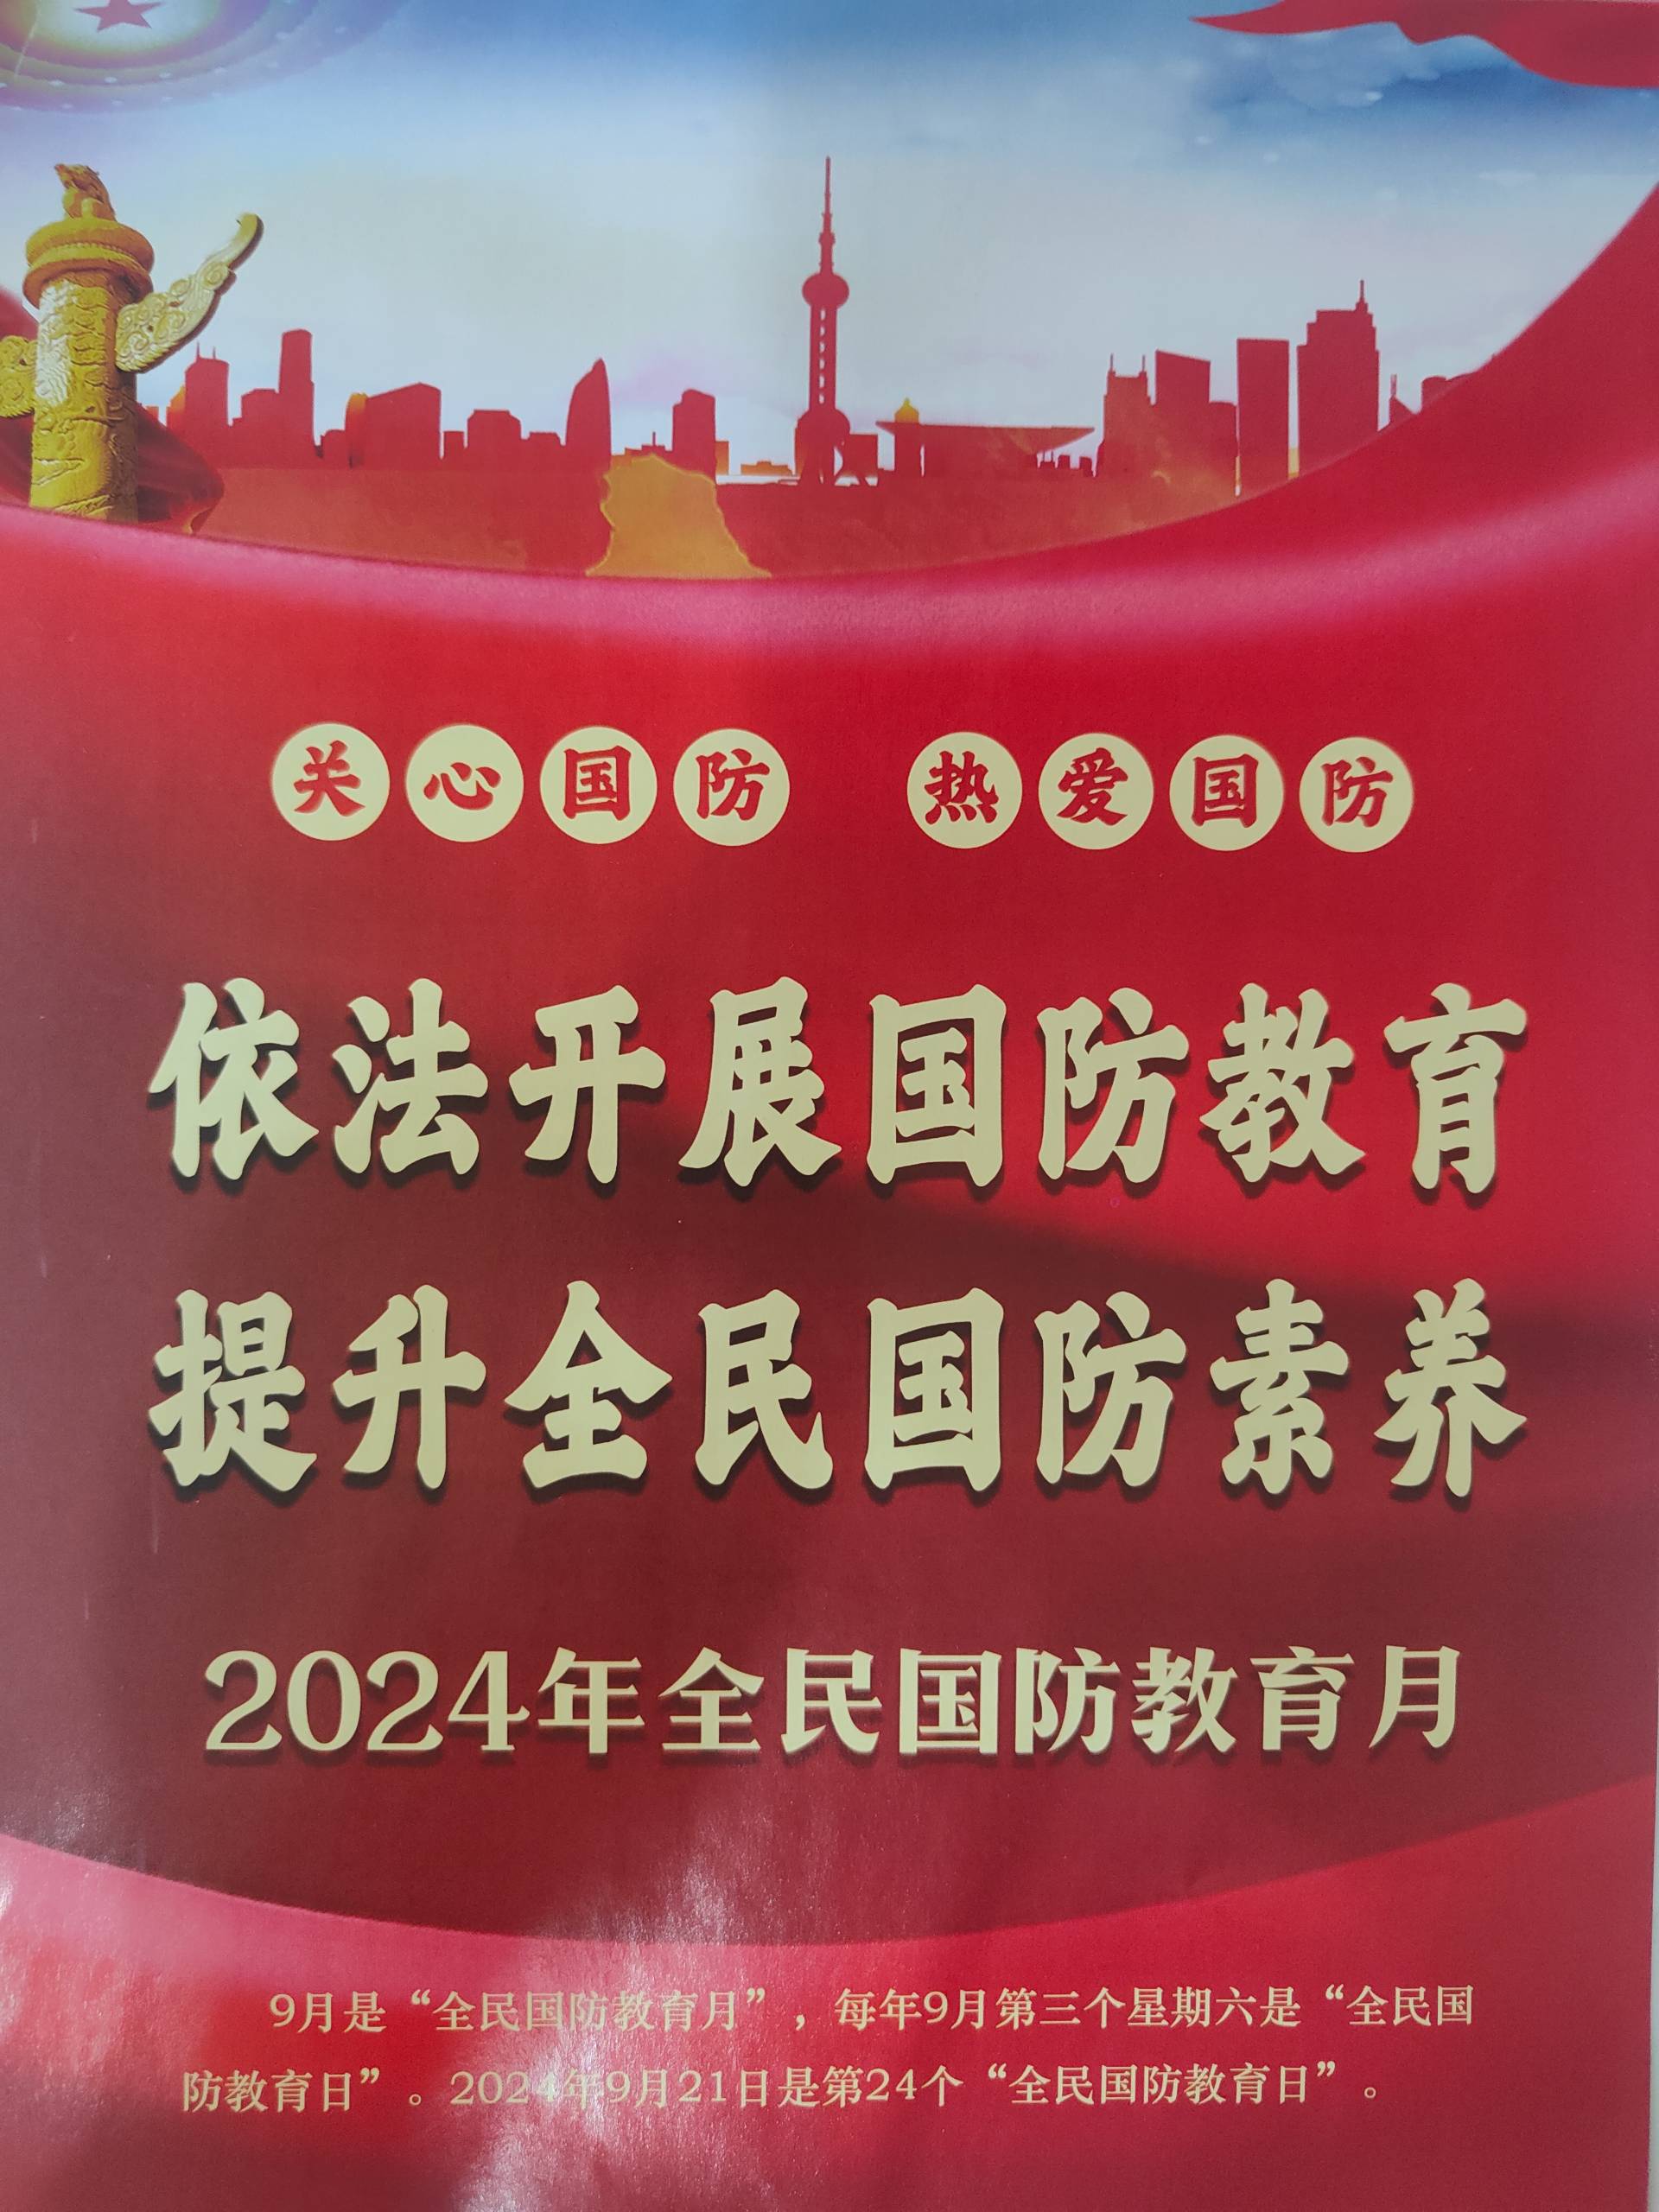 关心国防 热爱国防
依法开展国防教育
提升全民国防素养
2024年全民国防教育月
9月是“全民国防教育月”，每年9月第三个星期六是“全民国
防教育日”。2024年9月21日是第24个“全民国防教育日”。